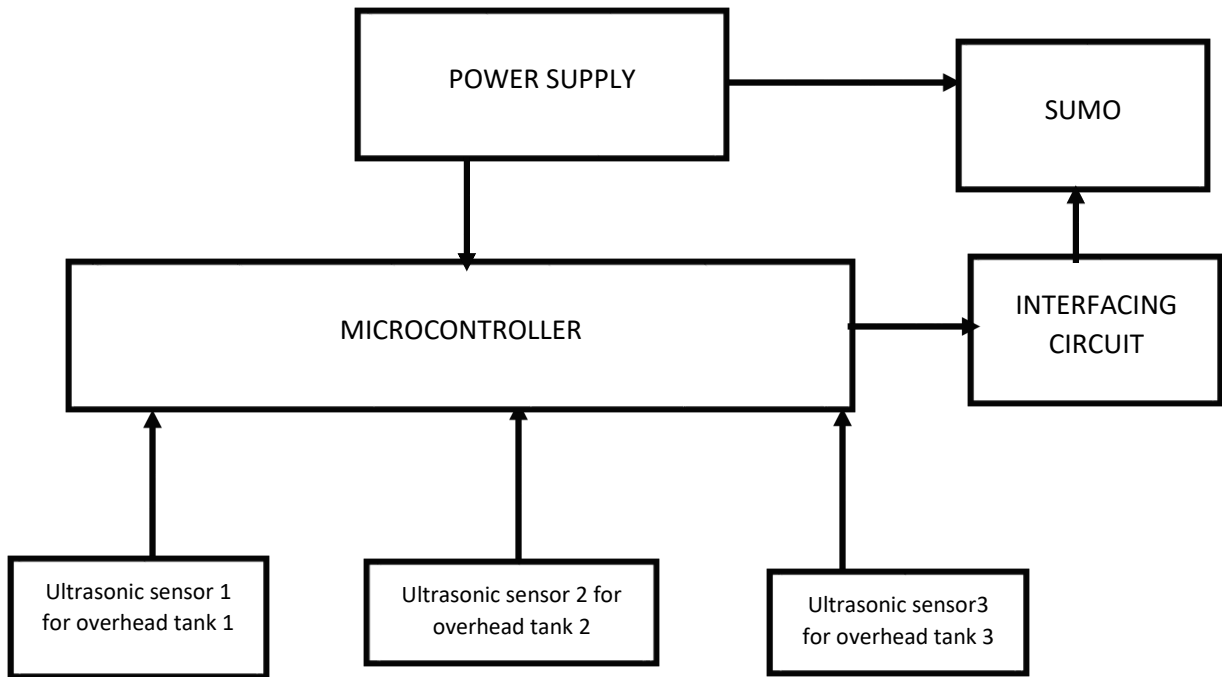 POWER SUPPLY
SUMO
MICROCONTROLLER
INTERFACING
CIRCUIT
Ultrasonic sensor 1
for overhead tank 1
Ultrasonic sensor 2 for
overhead tank 2
Ultrasonic sensor3
for overhead tank 3